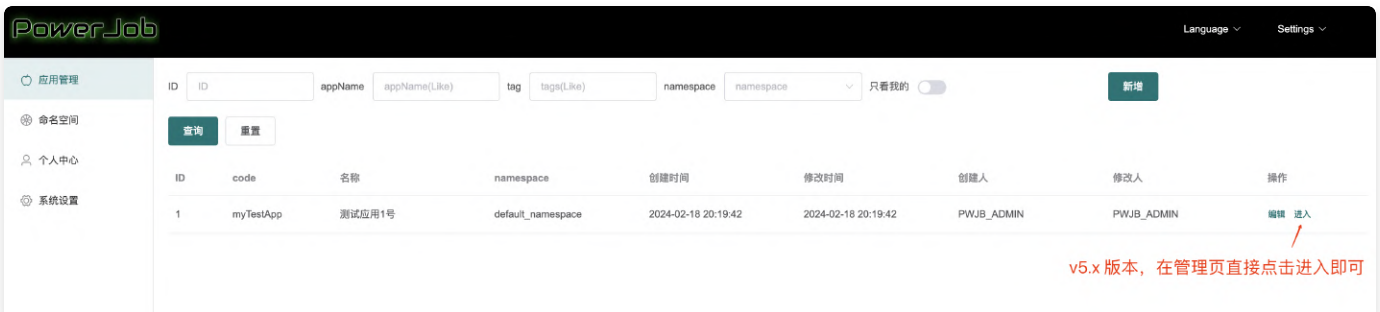 PowerJob
Language Settings
应用管理
命名空间
个人中心
系统设置
ID ID appName appName(Like) tag tags(Like) namespace namespace 只看我的 新增
查询 重置
ID code 名称 namespace 创建时间 修改时间 创建人 修改人 操作
1 myTestApp 测试应用1号 default_namespace 2024-02-18 20:19:42 2024-02-18 20:19:42 PWJB_ADMIN PWJB_ADMIN 编辑 进入
v5.x 版本，在管理页直接点击进入即可